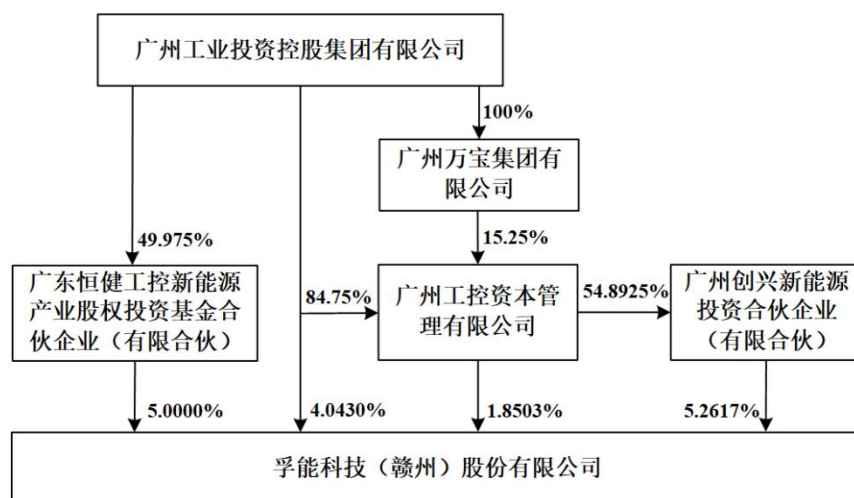 广州工业投资控股集团有限公司
100%
广州万宝集团有
限公司
49.975%
15.25%
广东恒健工控新能源
产业股权投资基金合
伙企业（有限合伙）
84.75%
广州工控资本管
理有限公司
54.8925%
广州创兴新能源
投资合伙企业
（有限合伙）
5.0000%
4.0430%
1.8503%
5.2617%
孚能科技（赣州）股份有限公司